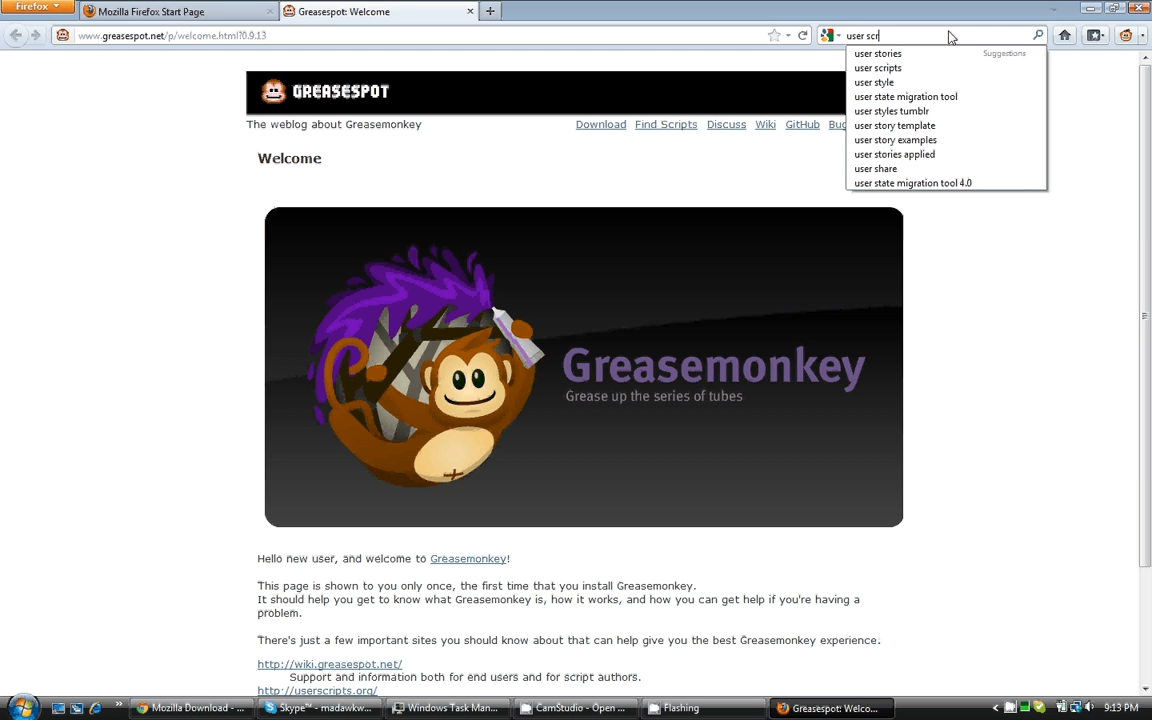 Firefox
Mozilla Firefox Start Page
Greasespot: Welcome
www.greasespot.net/p/welcome.html?0.9.13
user scr
user stories
Suggestions
user scripts
user style
user state migration tool
user styles tumblr
user story template
user story examples
user stories applied
user share
user state migration tool 4.0
GREASESPOT
The weblog about Greasemonkey
Download Find Scripts Discuss Wiki GitHub Bug
Welcome
Greasemonkey
Grease up the series of tubes
Hello new user, and welcome to Greasemonkey!
This page is shown to you only once, the first time that you install Greasemonkey.
It should help you get to know what Greasemonkey is, how it works, and how you can get help if you're having a
problem.
There's just a few important sites you should know about that can help give you the best Greasemonkey experience.
http://wiki.greasespot.net/
Support and information both for end users and for script authors.
http://userscripts.org/
Mozilla Download - ...
Skype™ - madawkw...
Windows Task Man...
CamStudio - Open ...
Flashing
Greasespot: Welco...
9:13 PM